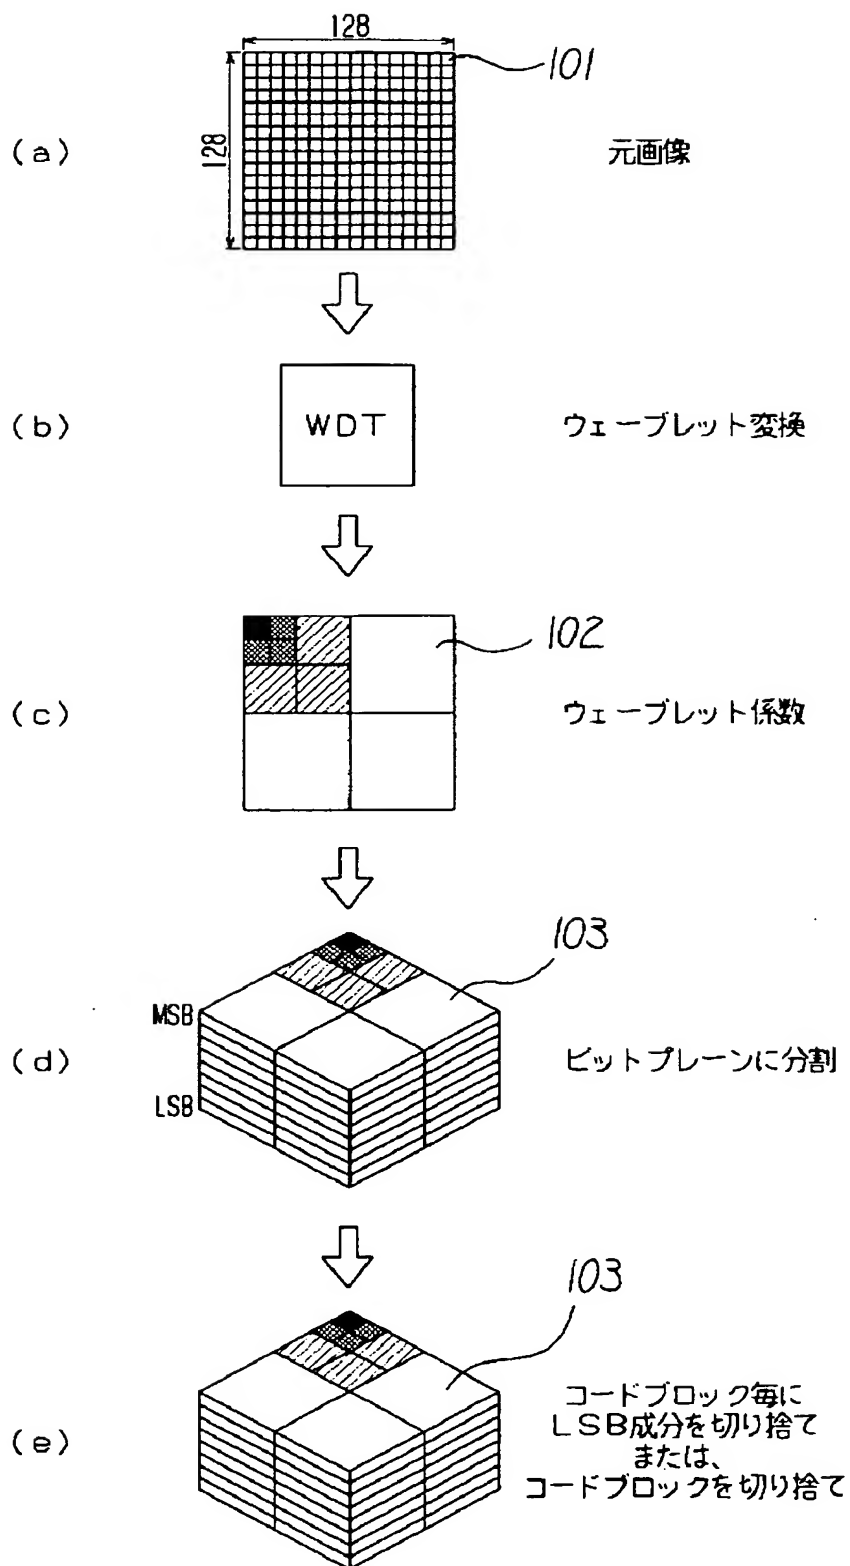 128
101
128
(a)
元画像
(b)
WDT
ウェーブレット変換
102
(c)
ウェーブレット係数
103
MSB
(d)
ビットプレーンに分割
LSB
103
コードブロック毎に
(e)
LSB成分を切り捨て
または、
コードブロックを切り捨て